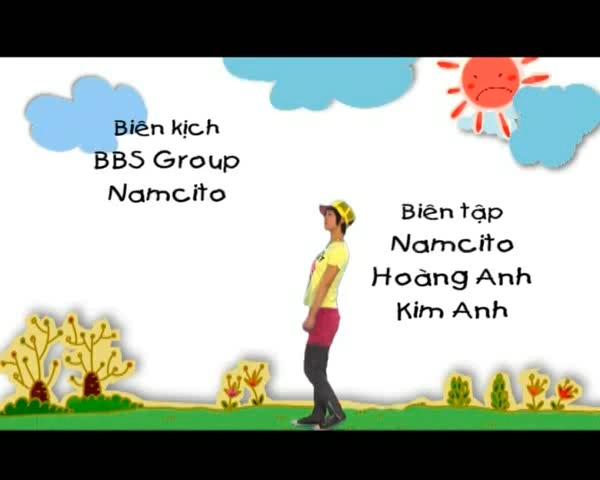 Biên kịch
BBS Group
Namcito
Biên tập
Namcito
Hoàng Anh
Kim Anh